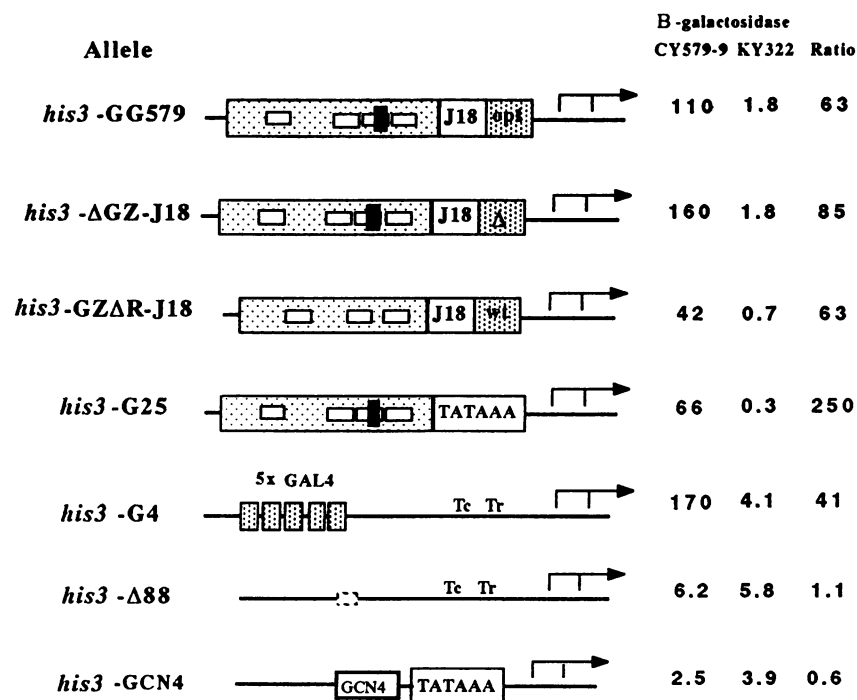 B-galactosidase
Allele CY579-9 KY322 Ratio
his3-GG579 J18 opt 110 1.8 63
his3-ΔGZ-J18 J18 Δ 160 1.8 85
his3-GZΔR-J18 J18 wt 42 0.7 63
his3-G25 TATAAA 66 0.3 250
5x GAL4
his3-G4 Tc Tr 170 4.1 41
his3-Δ88 Tc Tr 6.2 5.8 1.1
his3-GCN4 GCN4 TATAAA 2.5 3.9 0.6